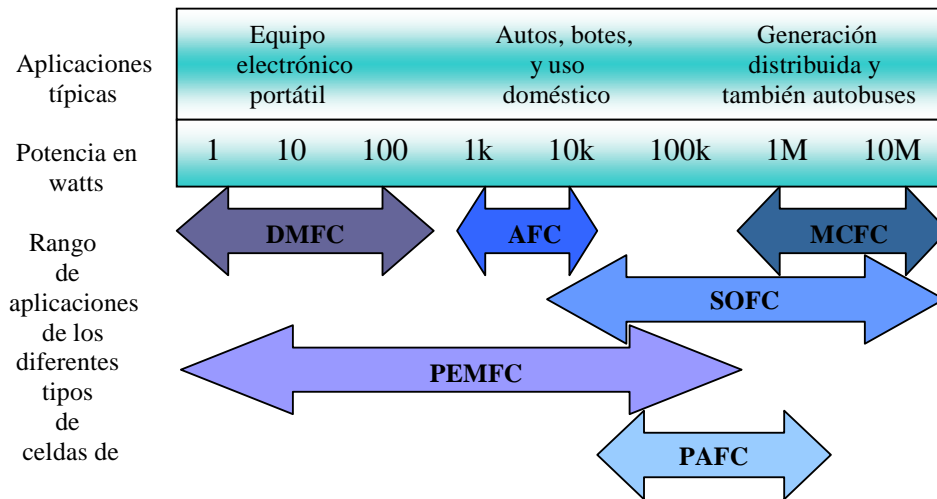 Aplicaciones
típicas
Equipo
electrónico
portátil
Autos, botes,
y uso
doméstico
Generación
distribuida y
también autobuses
Potencia en
watts
1 10 100 1k 10k 100k 1M 10M
Rango
de
aplicaciones
de los
diferentes
tipos
de
celdas de
DMFC AFC MCFC
SOFC
PEMFC
PAFC